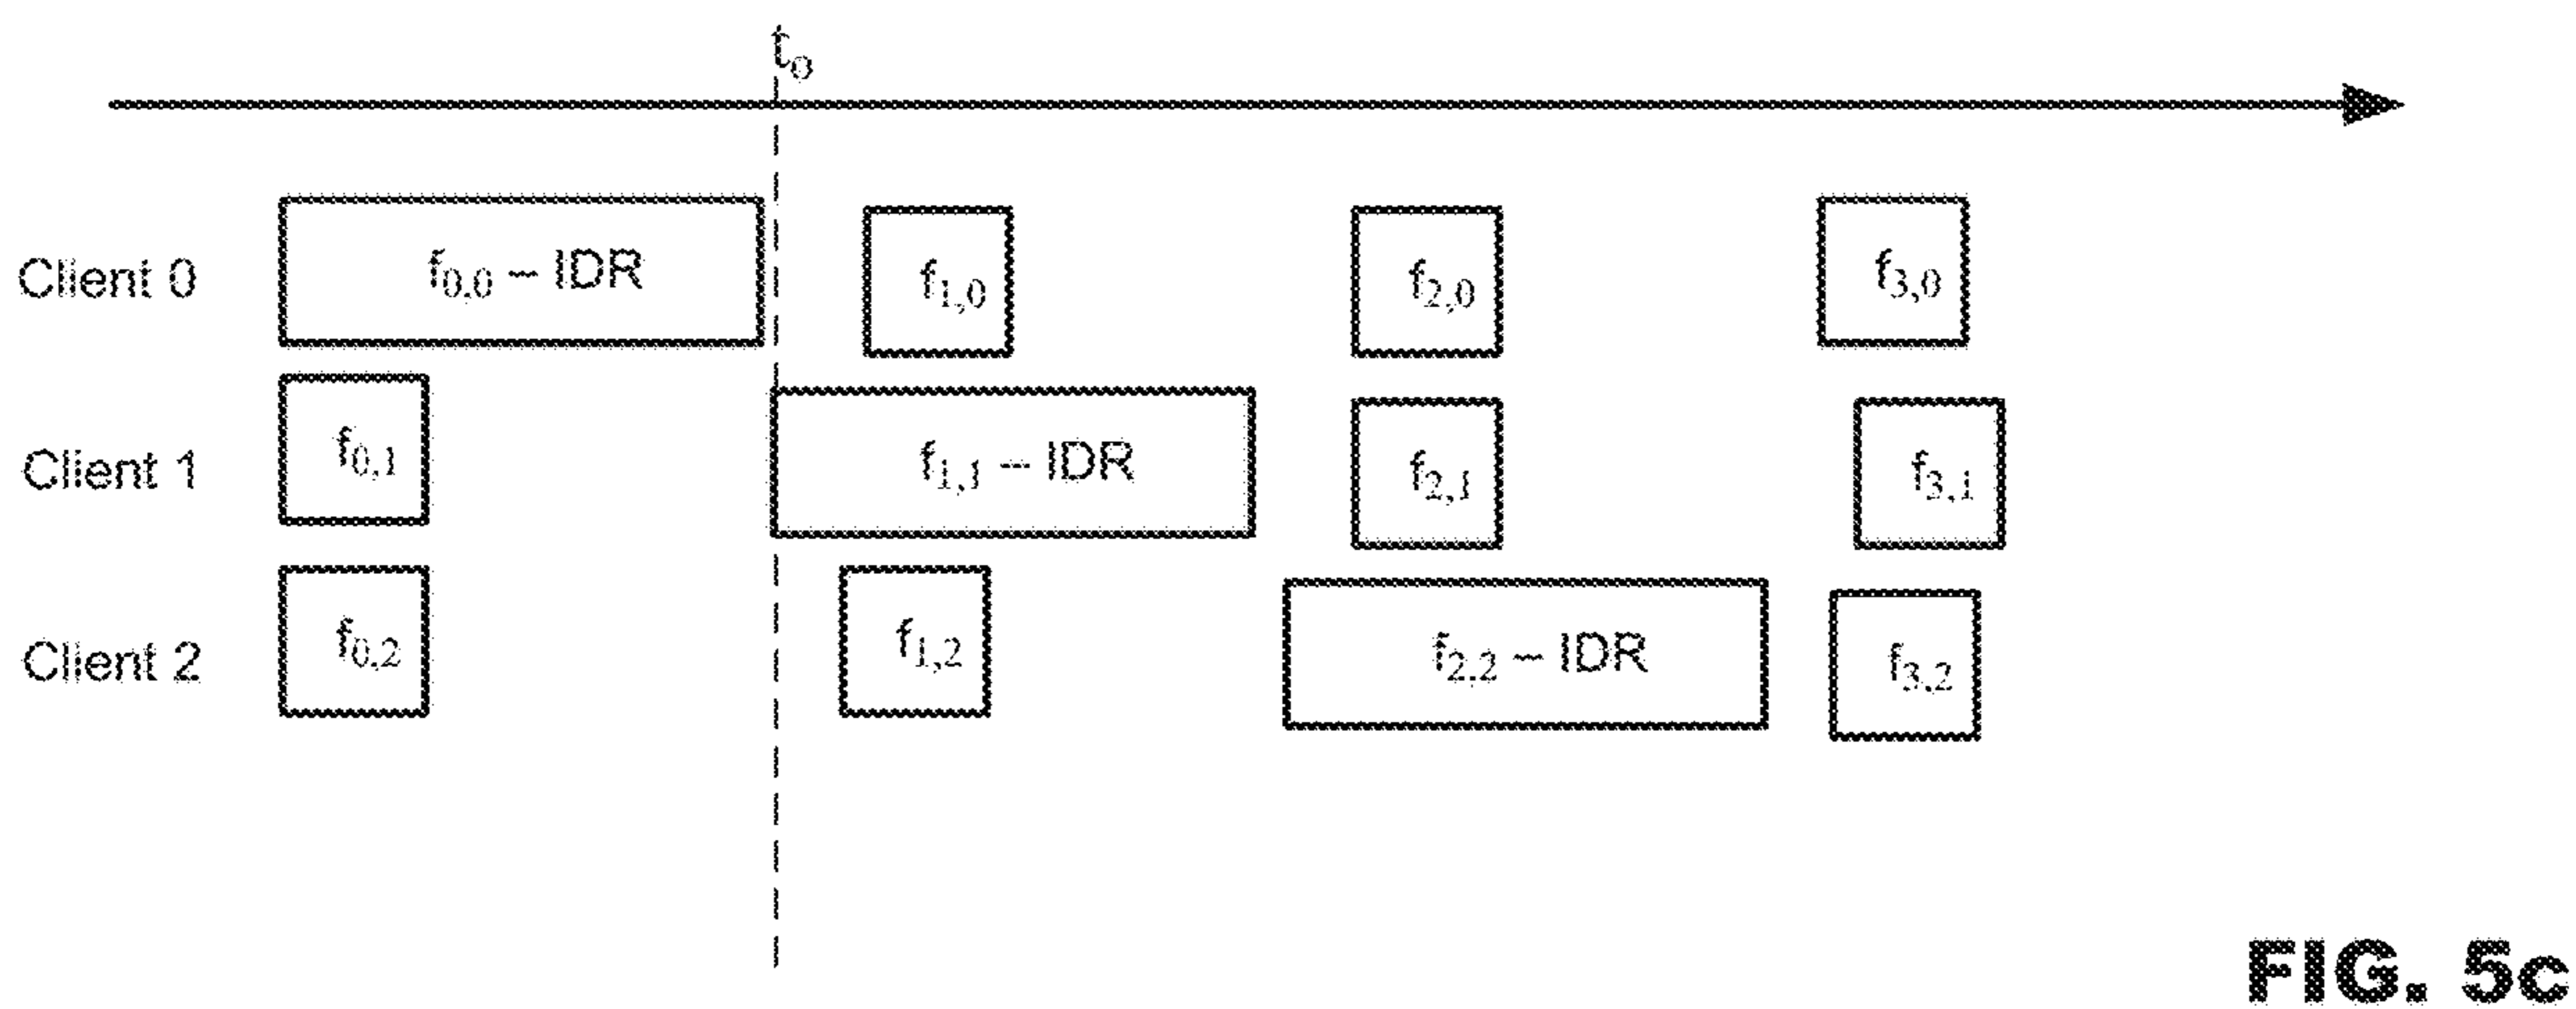 t₀
Client 0 f₀,₀ – IDR f₁,₀ f₂,₀ f₃,₀
Client 1 f₀,₁ f₁,₁ – IDR f₂,₁ f₃,₁
Client 2 f₀,₂ f₁,₂ f₂,₂ – IDR f₃,₂
FIG. 5c